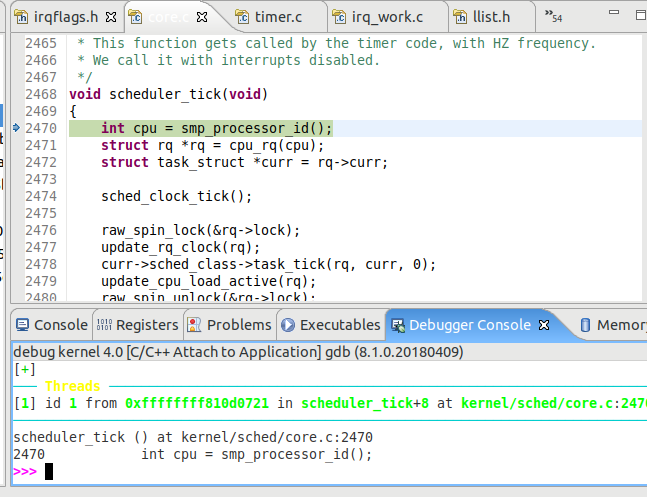 irqflags.h core.c timer.c irq_work.c llist.h »54
2465 * This function gets called by the timer code, with HZ frequency.
2466 * We call it with interrupts disabled.
2467 */
2468 void scheduler_tick(void)
2469 {
2470 int cpu = smp_processor_id();
2471 struct rq *rq = cpu_rq(cpu);
2472 struct task_struct *curr = rq->curr;
2473
2474 sched_clock_tick();
2475
2476 raw_spin_lock(&rq->lock);
2477 update_rq_clock(rq);
2478 curr->sched_class->task_tick(rq, curr, 0);
2479 update_cpu_load_active(rq);
2480 raw_spin_unlock(&rq->lock);
Console Registers Problems Executables Debugger Console Memory
debug kernel 4.0 [C/C++ Attach to Application] gdb (8.1.0.20180409)
[+]
Threads
[1] id 1 from 0xffffffff810d0721 in scheduler_tick+8 at kernel/sched/core.c:2470
scheduler_tick () at kernel/sched/core.c:2470
2470 int cpu = smp_processor_id();
>>>